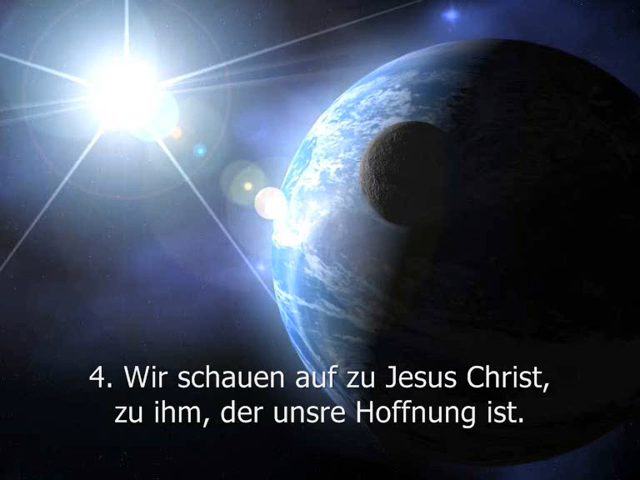 4. Wir schauen auf zu Jesus Christ,
zu ihm, der unsre Hoffnung ist.